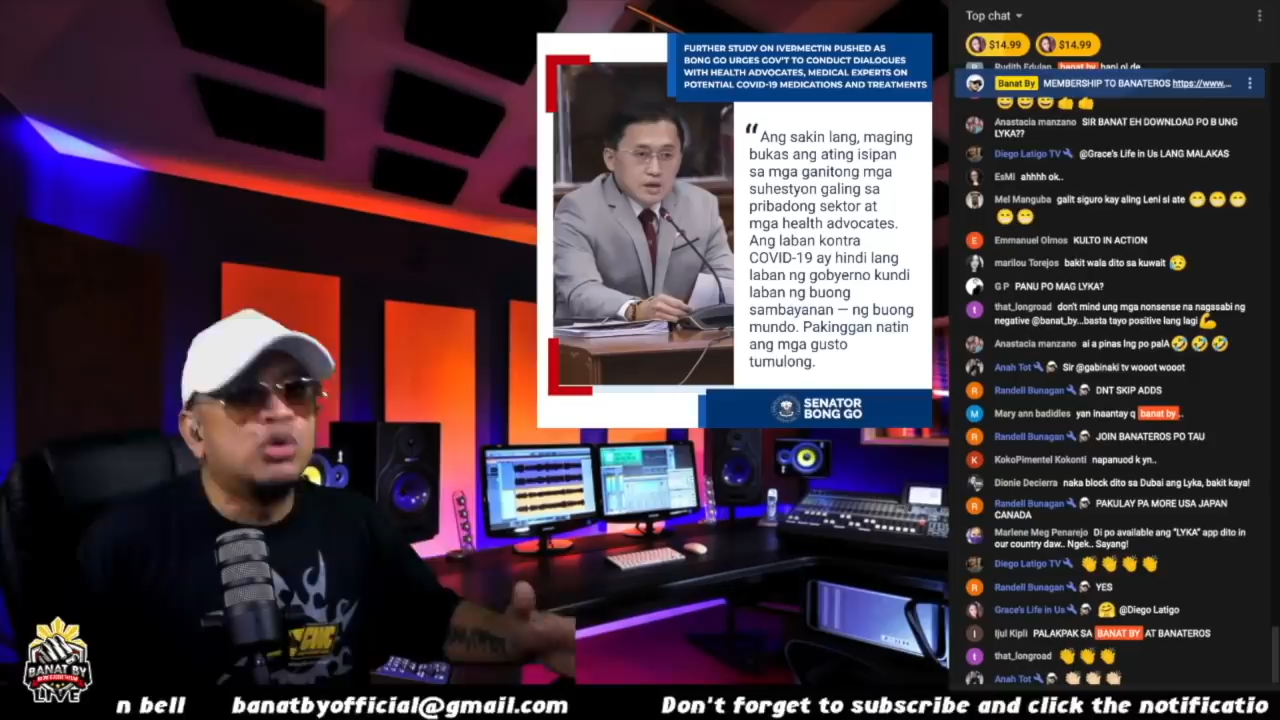 FURTHER STUDY ON IVERMECTIN PUSHED AS
BONG GO URGES GOV'T TO CONDUCT DIALOGUES
WITH HEALTH ADVOCATES, MEDICAL EXPERTS ON
POTENTIAL COVID-19 MEDICATIONS AND TREATMENTS
“Ang sakin lang, maging
bukas ang ating isipan
sa mga ganitong mga
suhestyon galing sa
pribadong sektor at
mga health advocates.
Ang laban kontra
COVID-19 ay hindi lang
laban ng gobyerno kundi
laban ng buong
sambayanan — ng buong
mundo. Pakinggan natin
ang mga gusto
tumulong.
SENATOR
BONG GO
Top chat
$14.99 $14.99
Banat By MEMBERSHIP TO BANATEROS https://www....
Anastacia manzano SIR BANAT EH DOWNLOAD PO B UNG
LYKA??
Diego Latigo TV @Grace's Life in Us LANG MALAKAS
EsMi ahhhh ok..
Mel Manguba galit siguro kay aling Leni si ate 😁 😁 😁
😁 😁
E Emmanuel Olmos KULTO IN ACTION
marilou Torejos bakit wala dito sa kuwait 😥
G P PANU PO MAG LYKA?
t that_longroad don't mind ung mga nonsense na nagssabi ng
negative @banat_by...basta tayo positive lang lagi 💪
Anastacia manzano ai a pinas lng po palA 🤣 🤣 🤣
Anah Tot Sir @gabinaki tv wooot wooot
R Randell Bunagan DNT SKIP ADDS
M Mary ann badidles yan inaantay q banat by..
R Randell Bunagan JOIN BANATEROS PO TAU
K KokoPimentel Kokonti napanuod k yn..
Dionie Decierra naka block dito sa Dubai ang Lyka, bakit kaya!
R Randell Bunagan PAKULAY PA MORE USA JAPAN
CANADA
Marlene Meg Penarejo Di po available ang "LYKA" app dito in
our country daw.. Ngek.. Sayang!
Diego Latigo TV 👏 👏 👏 👏
R Randell Bunagan YES
Grace's Life in Us 🤗 @Diego Latigo
I Ijul Kipli PALAKPAK SA BANAT BY AT BANATEROS
t that_longroad 👏 👏 👏
Anah Tot 👏🏻 👏🏻 👏🏻
BANAT BY
LIVE
n bell banatbyofficial@gmail.com Don't forget to subscribe and click the notificatio